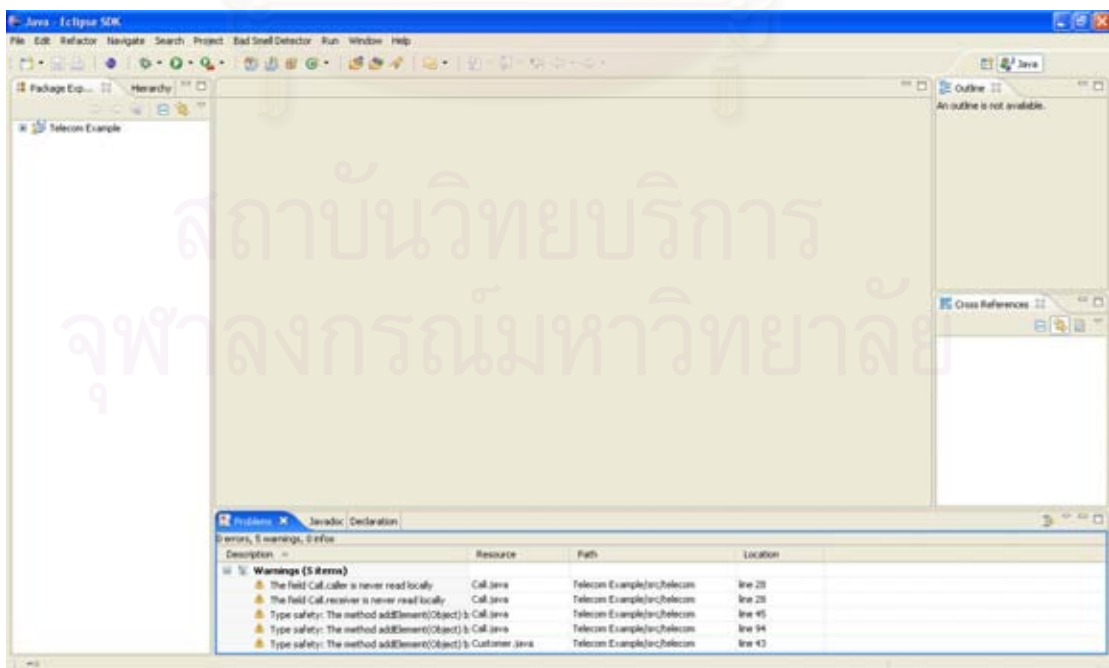 Java - Eclipse SDK
File Edit Refactor Navigate Search Project Bad Smell Detector Run Window Help
Java
Package Exp... Hierarchy
Outline
An outline is not available.
Telecom Example
สถาบันวิทยบริการ
จุฬาลงกรณ์มหาวิทยาลัย
Cross References
Problems Javadoc Declaration
0 errors, 5 warnings, 0 infos
Description Resource Path Location
Warnings (5 items)
The field Call.caller is never read locally Call.java Telecom Example/src/telecom line 28
The field Call.receiver is never read locally Call.java Telecom Example/src/telecom line 28
Type safety: The method addElement(Object) b Call.java Telecom Example/src/telecom line 45
Type safety: The method addElement(Object) b Call.java Telecom Example/src/telecom line 94
Type safety: The method addElement(Object) b Customer.java Telecom Example/src/telecom line 43